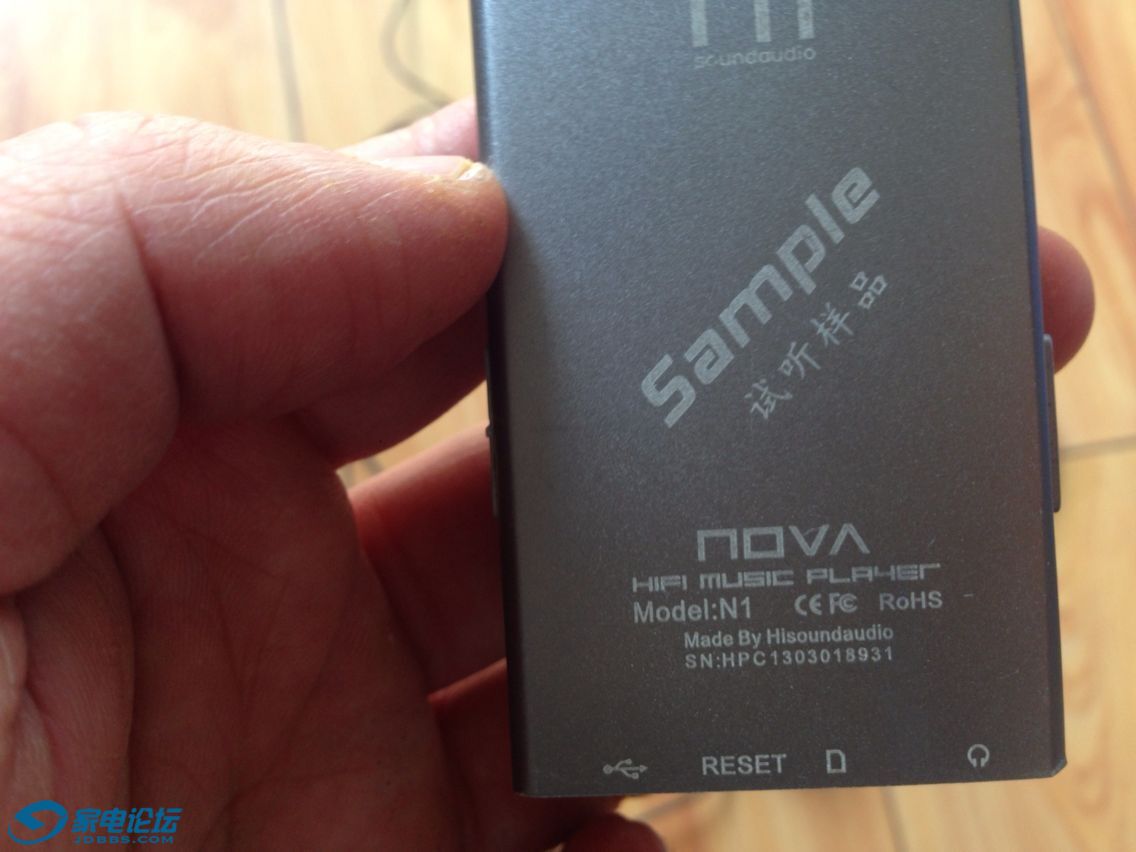 soundaudio
Sample
试听样品
NOVA
HIFI MUSIC PLAYER
Model:N1 CE FC RoHS
Made By Hisoundaudio
SN:HPC1303018931
RESET
家电论坛
JDBBS.COM